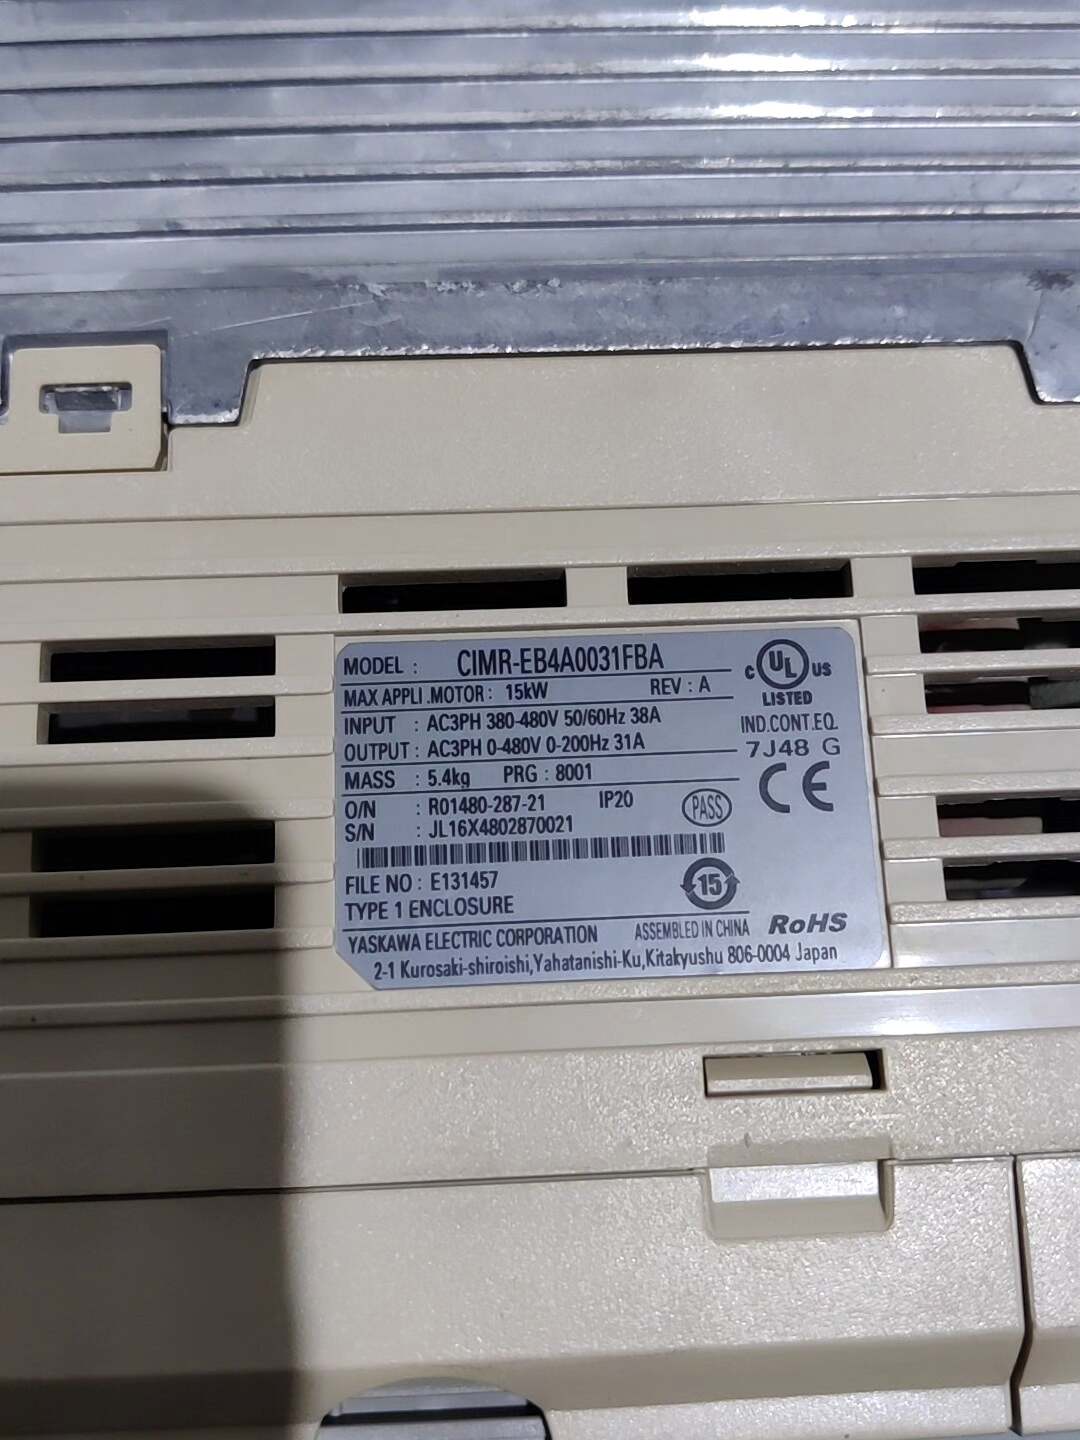 MODEL : CIMR-EB4A0031FBA
MAX APPLI.MOTOR : 15kW REV : A
INPUT : AC3PH 380-480V 50/60Hz 38A
OUTPUT : AC3PH 0-480V 0-200Hz 31A
MASS : 5.4kg PRG : 8001
O/N : R01480-287-21 IP20
S/N : JL16X4802870021
PASS
FILE NO : E131457
TYPE 1 ENCLOSURE
15
C UL US
LISTED
IND.CONT.EQ.
7J48 G
CE
YASKAWA ELECTRIC CORPORATION ASSEMBLED IN CHINA RoHS
2-1 Kurosaki-shiroishi,Yahatanishi-Ku,Kitakyushu 806-0004 Japan